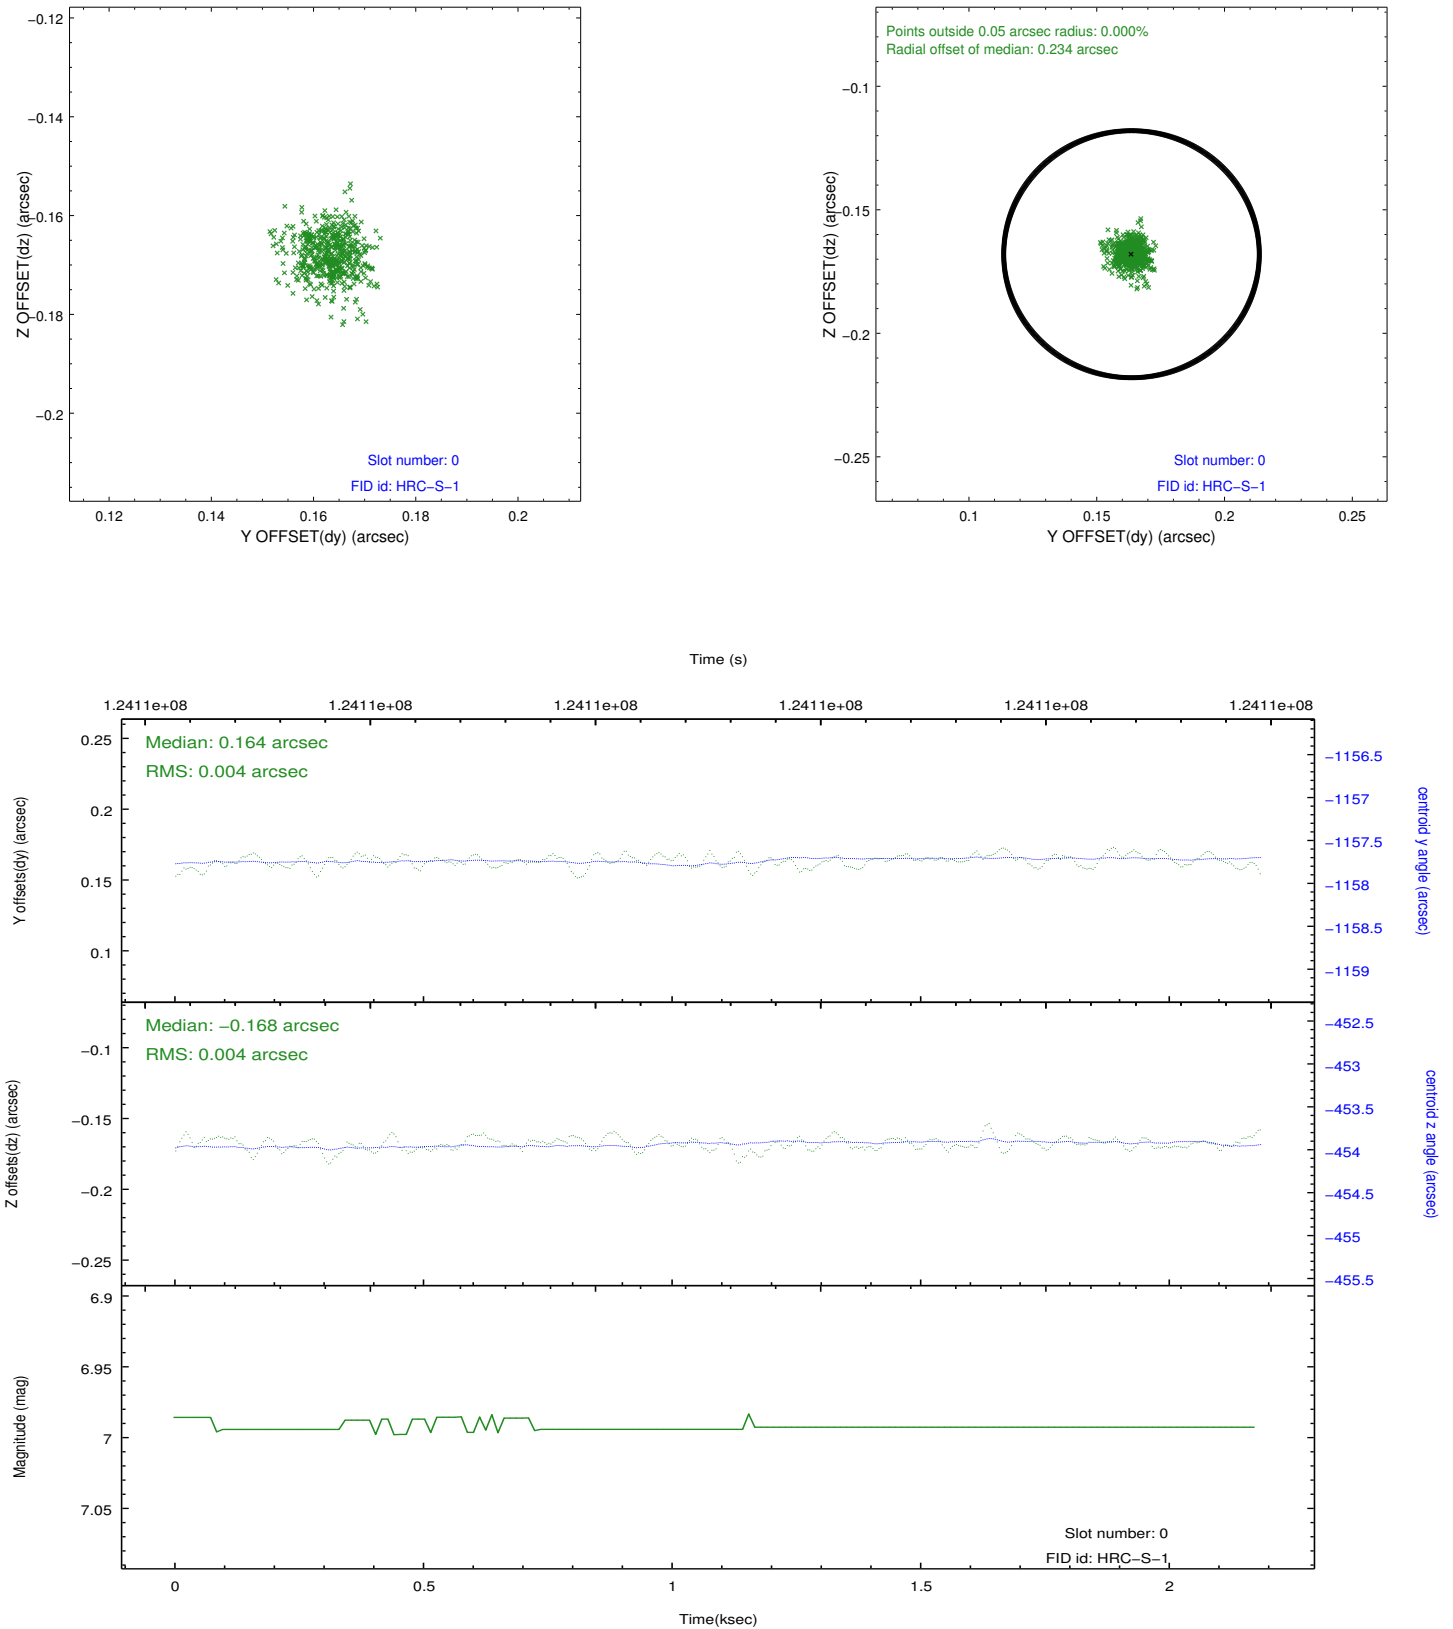 −0.12
−0.14
−0.16
−0.18
−0.2
Z OFFSET(dz) (arcsec)
Slot number: 0
FID id: HRC−S−1
0.12 0.14 0.16 0.18 0.2
Y OFFSET(dy) (arcsec)
Points outside 0.05 arcsec radius: 0.000%
Radial offset of median: 0.234 arcsec
−0.1
−0.15
−0.2
−0.25
Z OFFSET(dz) (arcsec)
Slot number: 0
FID id: HRC−S−1
0.1 0.15 0.2 0.25
Y OFFSET(dy) (arcsec)
Time (s)
1.2411e+08 1.2411e+08 1.2411e+08 1.2411e+08 1.2411e+08 1.2411e+08
Median: 0.164 arcsec
RMS: 0.004 arcsec
0.25
0.2
0.15
0.1
Y offsets(dy) (arcsec)
−1156.5
−1157
−1157.5
−1158
−1158.5
−1159
centroid y angle (arcsec)
Median: −0.168 arcsec
RMS: 0.004 arcsec
−0.1
−0.15
−0.2
−0.25
Z offsets(dz) (arcsec)
−452.5
−453
−453.5
−454
−454.5
−455
−455.5
centroid z angle (arcsec)
6.9
6.95
7
7.05
Magnitude (mag)
Slot number: 0
FID id: HRC−S−1
0 0.5 1 1.5 2
Time(ksec)